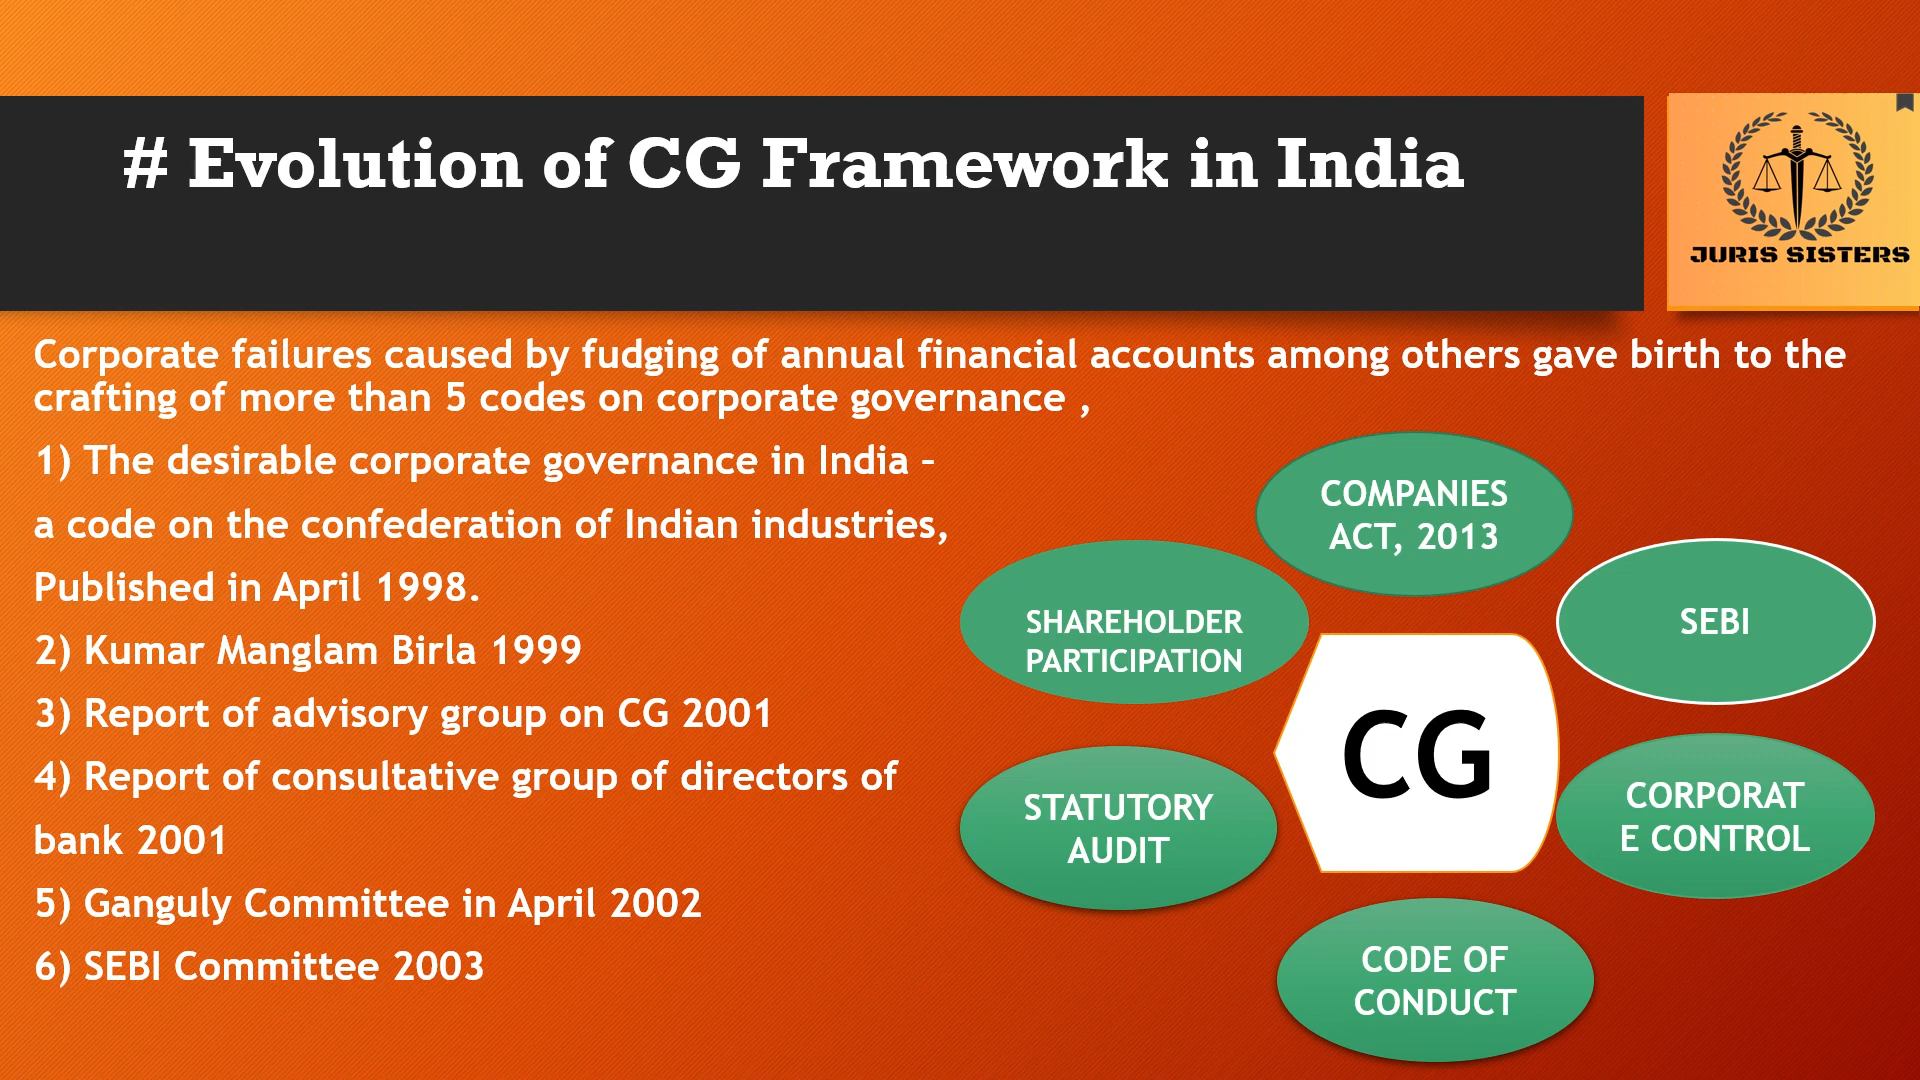 # Evolution of CG Framework in India
JURIS SISTERS
Corporate failures caused by fudging of annual financial accounts among others gave birth to the
crafting of more than 5 codes on corporate governance ,
1) The desirable corporate governance in India –
a code on the confederation of Indian industries,
Published in April 1998.
2) Kumar Manglam Birla 1999
3) Report of advisory group on CG 2001
4) Report of consultative group of directors of
bank 2001
5) Ganguly Committee in April 2002
6) SEBI Committee 2003
COMPANIES
ACT, 2013
SHAREHOLDER
PARTICIPATION
SEBI
CG
STATUTORY
AUDIT
CORPORAT
E CONTROL
CODE OF
CONDUCT